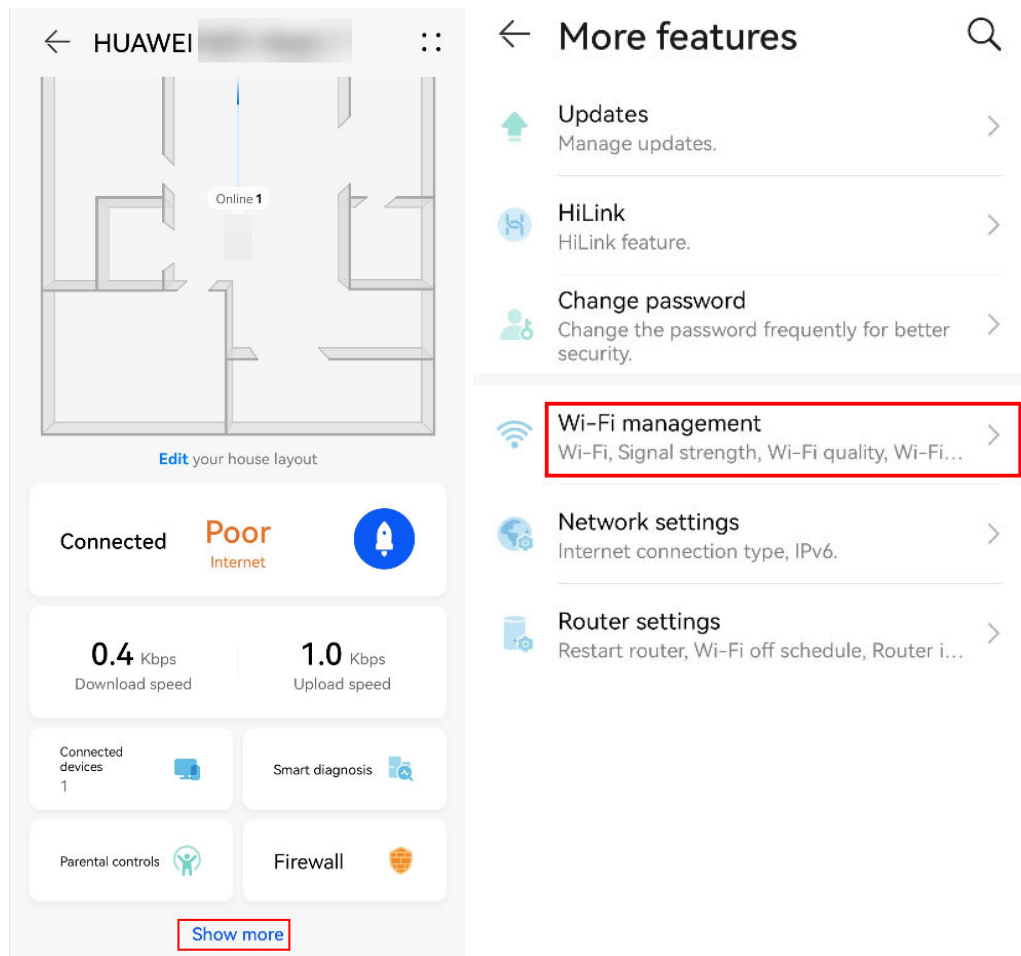 HUAWEI
Online 1
Edit your house layout
Connected
Poor
Internet
0.4 Kbps
Download speed
1.0 Kbps
Upload speed
Connected
devices
1
Smart diagnosis
Parental controls
Firewall
Show more
More features
Updates
Manage updates.
HiLink
HiLink feature.
Change password
Change the password frequently for better
security.
Wi-Fi management
Wi-Fi, Signal strength, Wi-Fi quality, Wi-Fi...
Network settings
Internet connection type, IPv6.
Router settings
Restart router, Wi-Fi off schedule, Router i...